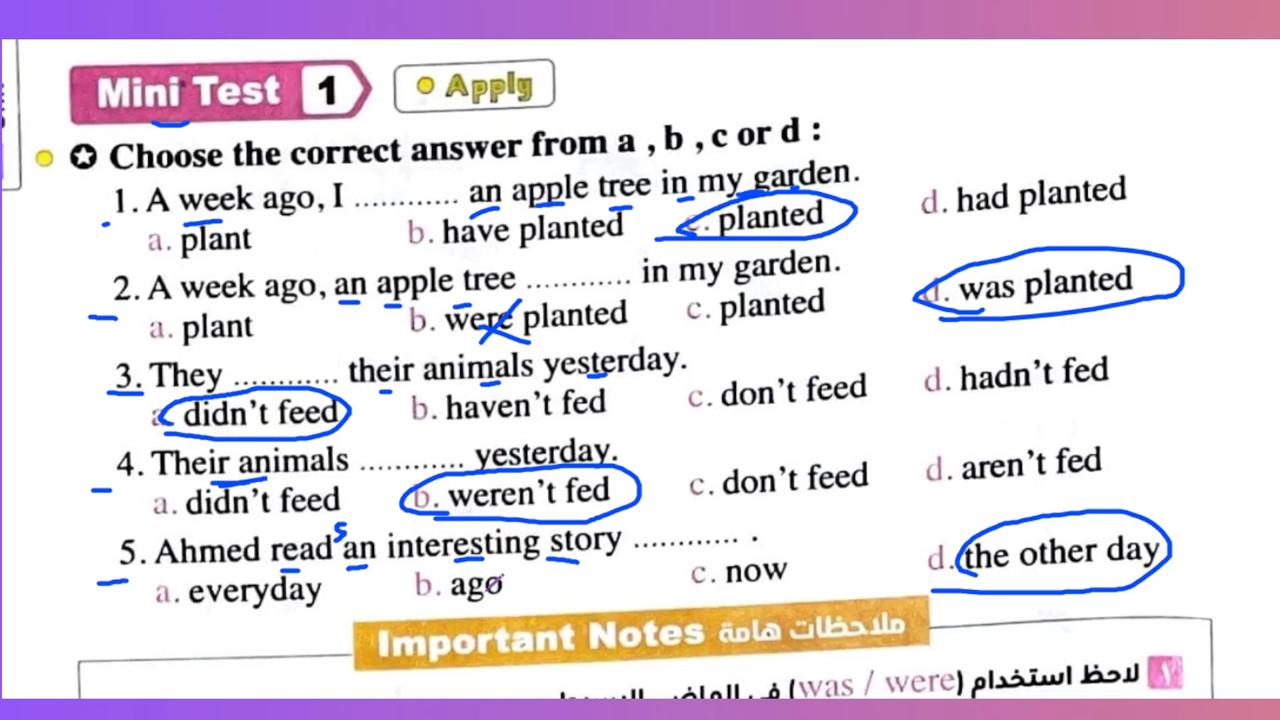 Mini Test 1 Apply
Choose the correct answer from a , b , c or d :
1. A week ago, I ............ an apple tree in my garden.
a. plant b. have planted c. planted d. had planted
2. A week ago, an apple tree ............ in my garden.
a. plant b. were planted c. planted d. was planted
3. They ............ their animals yesterday.
a. didn't feed b. haven't fed c. don't feed d. hadn't fed
4. Their animals ............ yesterday.
a. didn't feed b. weren't fed c. don't feed d. aren't fed
5. Ahmed read s an interesting story ............ .
a. everyday b. ago c. now d. the other day
Important Notes ملاحظات هامة
لاحظ استخدام (was / were) في